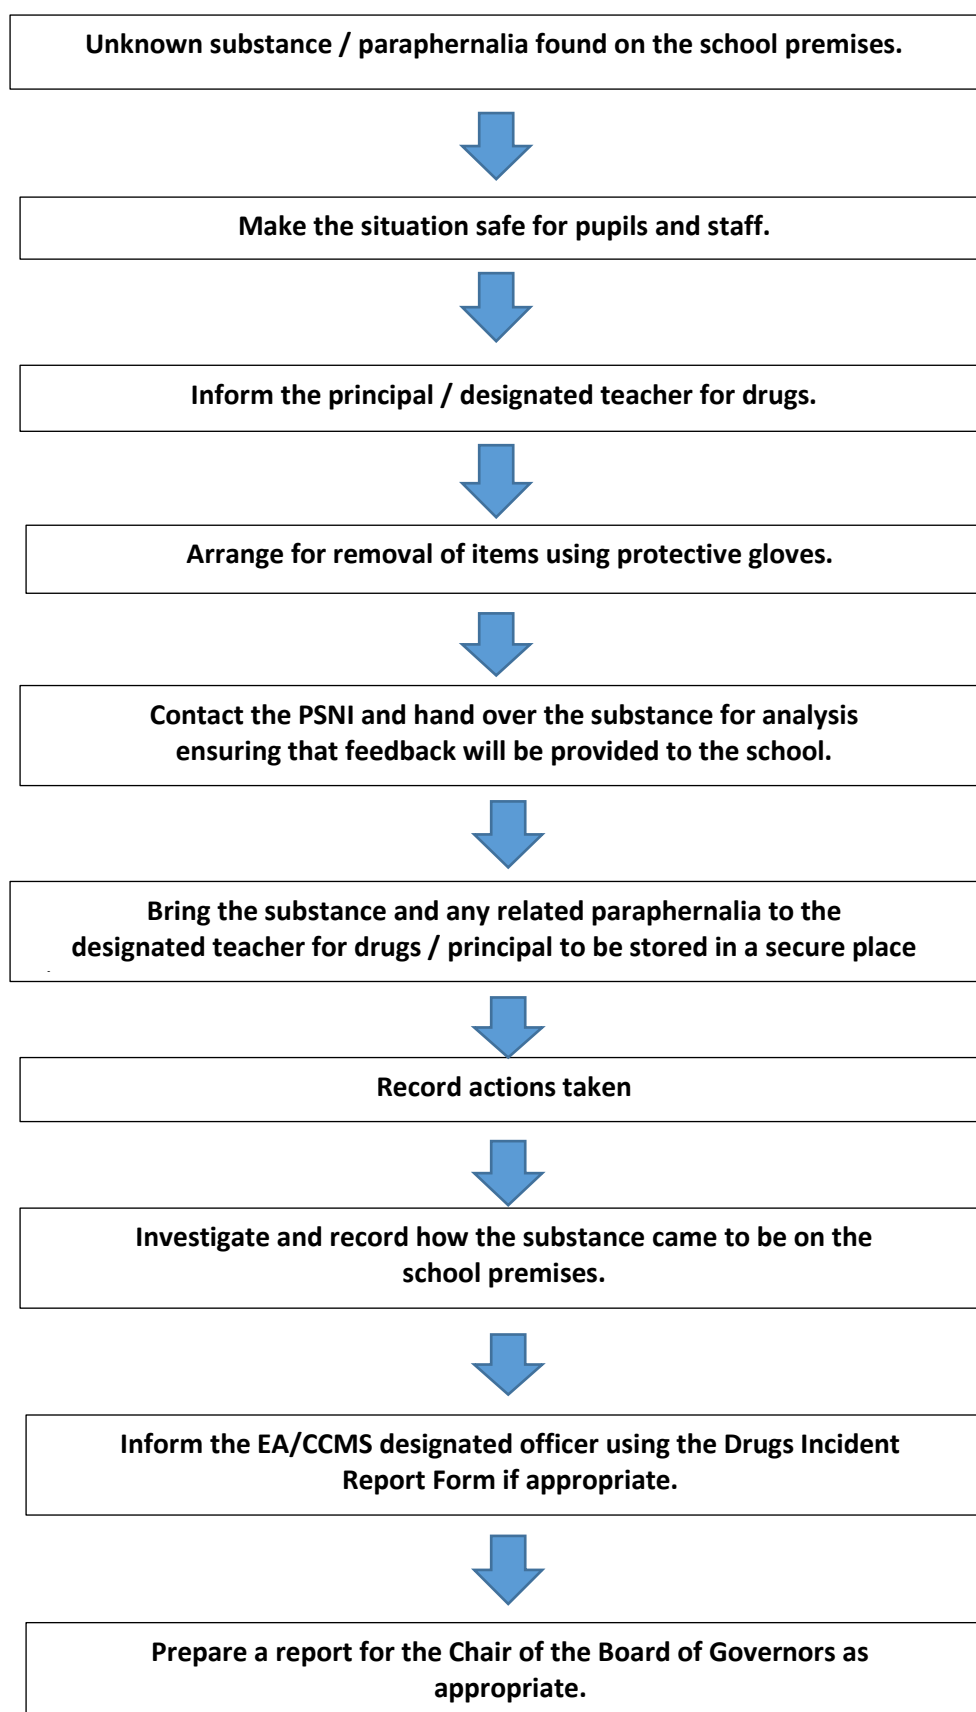 Unknown substance / paraphernalia found on the school premises.
Make the situation safe for pupils and staff.
Inform the principal / designated teacher for drugs.
Arrange for removal of items using protective gloves.
Contact the PSNI and hand over the substance for analysis
ensuring that feedback will be provided to the school.
Bring the substance and any related paraphernalia to the
designated teacher for drugs / principal to be stored in a secure place
.
Record actions taken
Investigate and record how the substance came to be on the
school premises.
Inform the EA/CCMS designated officer using the Drugs Incident
Report Form if appropriate.
Prepare a report for the Chair of the Board of Governors as
appropriate.